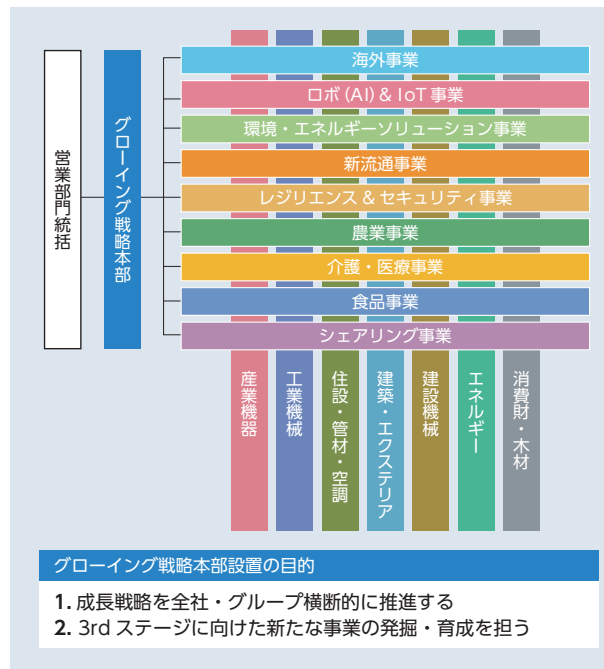 営業部門統括
グローイング戦略本部
海外事業
ロボ(AI)& IoT 事業
環境・エネルギーソリューション事業
新流通事業
レジリエンス & セキュリティ事業
農業事業
介護・医療事業
食品事業
シェアリング事業
産業機器
工業機械
住設・管材・空調
建築・エクステリア
建設機械
エネルギー
消費財・木材
グローイング戦略本部設置の目的
1. 成長戦略を全社・グループ横断的に推進する
2. 3rd ステージに向けた新たな事業の発掘・育成を担う